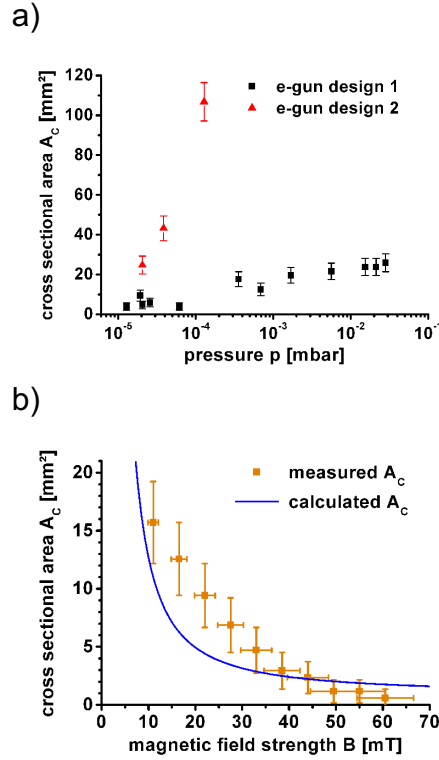 a)
cross sectional area A_C [mm²]
120
100
80
60
40
20
0
e-gun design 1
e-gun design 2
10⁻⁵ 10⁻⁴ 10⁻³ 10⁻² 10⁻¹
pressure p [mbar]
b)
cross sectional area A_C [mm²]
20
15
10
5
0
measured A_C
calculated A_C
0 10 20 30 40 50 60 70
magnetic field strength B [mT]